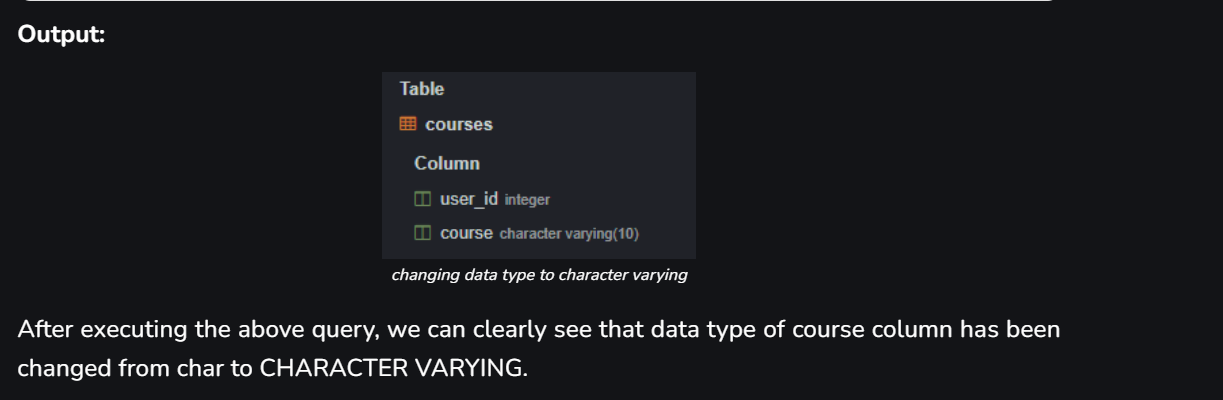 Output:
Table
courses
Column
user_id integer
course character varying(10)
changing data type to character varying
After executing the above query, we can clearly see that data type of course column has been
changed from char to CHARACTER VARYING.